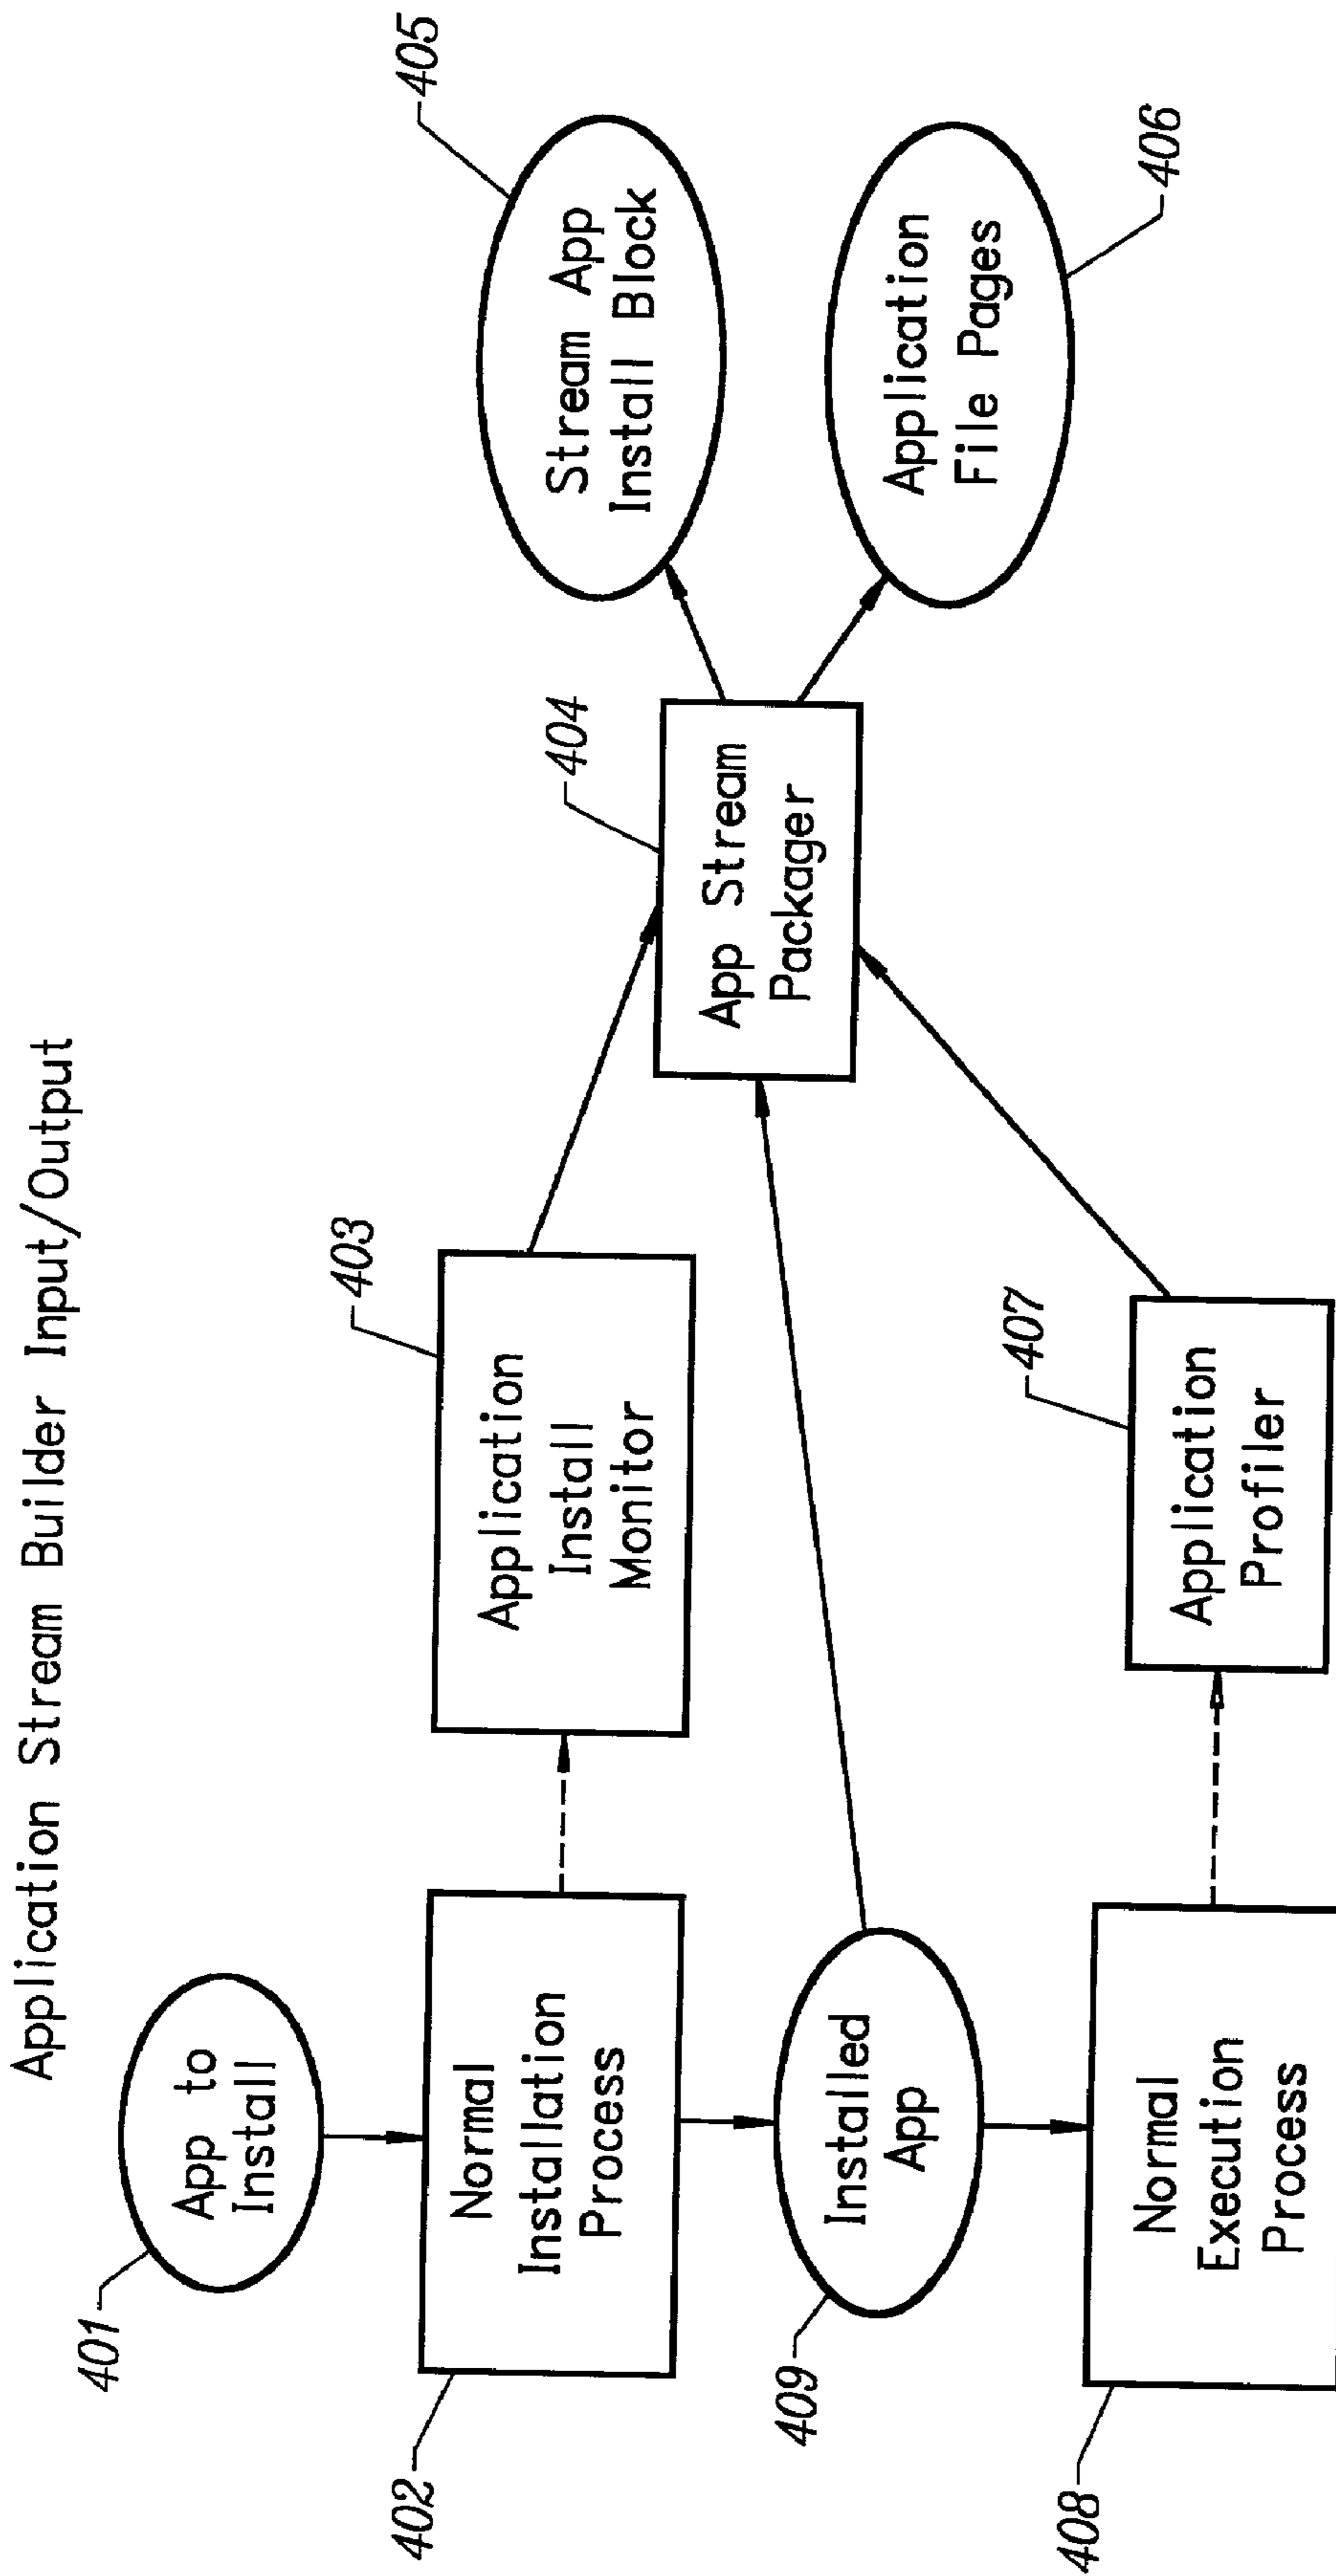 Application Stream Builder Input/Output
401
App to
Install
402
Normal
Installation
Process
403
Application
Install
Monitor
404
App Stream
Packager
405
Stream App
Install Block
406
Application
File Pages
409
Installed
App
407
Application
Profiler
408
Normal
Execution
Process